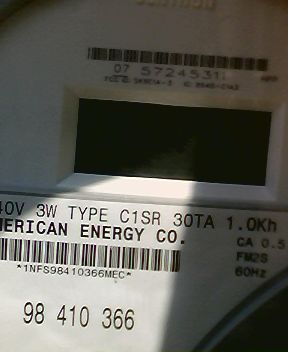 07 57245311
40V 3W TYPE C1SR 30TA 1.0Kh
MERICAN ENERGY CO.
CA 0.5
*1NFS98410366MEC*
FM2S
60Hz
98 410 366